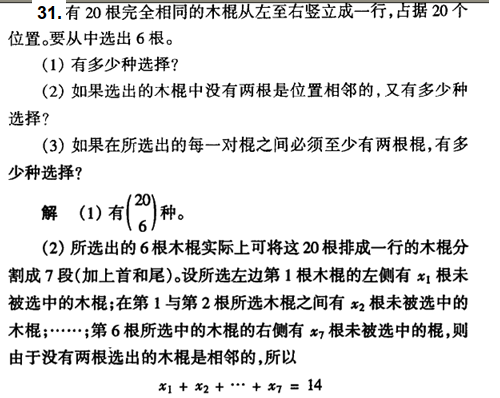 31. 有 20 根完全相同的木棍从左至右竖立成一行，占据 20 个
位置。要从中选出 6 根。
(1) 有多少种选择？
(2) 如果选出的木棍中没有两根是位置相邻的，又有多少种
选择？
(3) 如果在所选出的每一对棍之间必须至少有两根棍，有多
少种选择？
解 (1) 有(20 6)种。
(2) 所选出的 6 根木棍实际上可将这 20 根排成一行的木棍分
割成 7 段(加上首和尾)。设所选左边第 1 根木棍的左侧有 x₁ 根未
被选中的木棍；在第 1 与第 2 根所选木棍之间有 x₂ 根未被选中的
木棍；……；第 6 根所选中的木棍的右侧有 x₇ 根未被选中的棍，则
由于没有两根选出的木棍是相邻的，所以
x₁ + x₂ + ⋯ + x₇ = 14